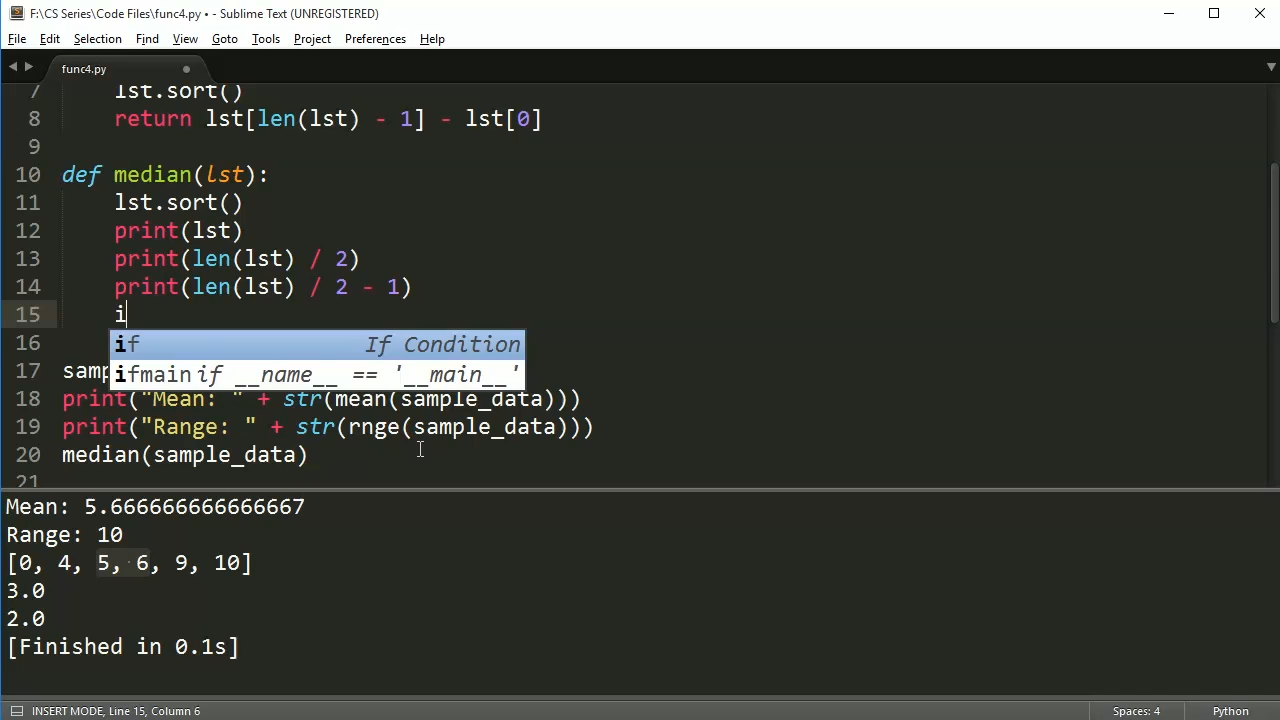 F:\CS Series\Code Files\func4.py • - Sublime Text (UNREGISTERED)
File Edit Selection Find View Goto Tools Project Preferences Help
func4.py
7 lst.sort()
8 return lst[len(lst) - 1] - lst[0]
9
10 def median(lst):
11 lst.sort()
12 print(lst)
13 print(len(lst) / 2)
14 print(len(lst) / 2 - 1)
15 i
16 if If Condition
17 samp ifmain if __name__ == '__main__'
18 print("Mean: " + str(mean(sample_data)))
19 print("Range: " + str(rnge(sample_data)))
20 median(sample_data)
21
Mean: 5.666666666666667
Range: 10
[0, 4, 5, 6, 9, 10]
3.0
2.0
[Finished in 0.1s]
INSERT MODE, Line 15, Column 6 Spaces: 4 Python